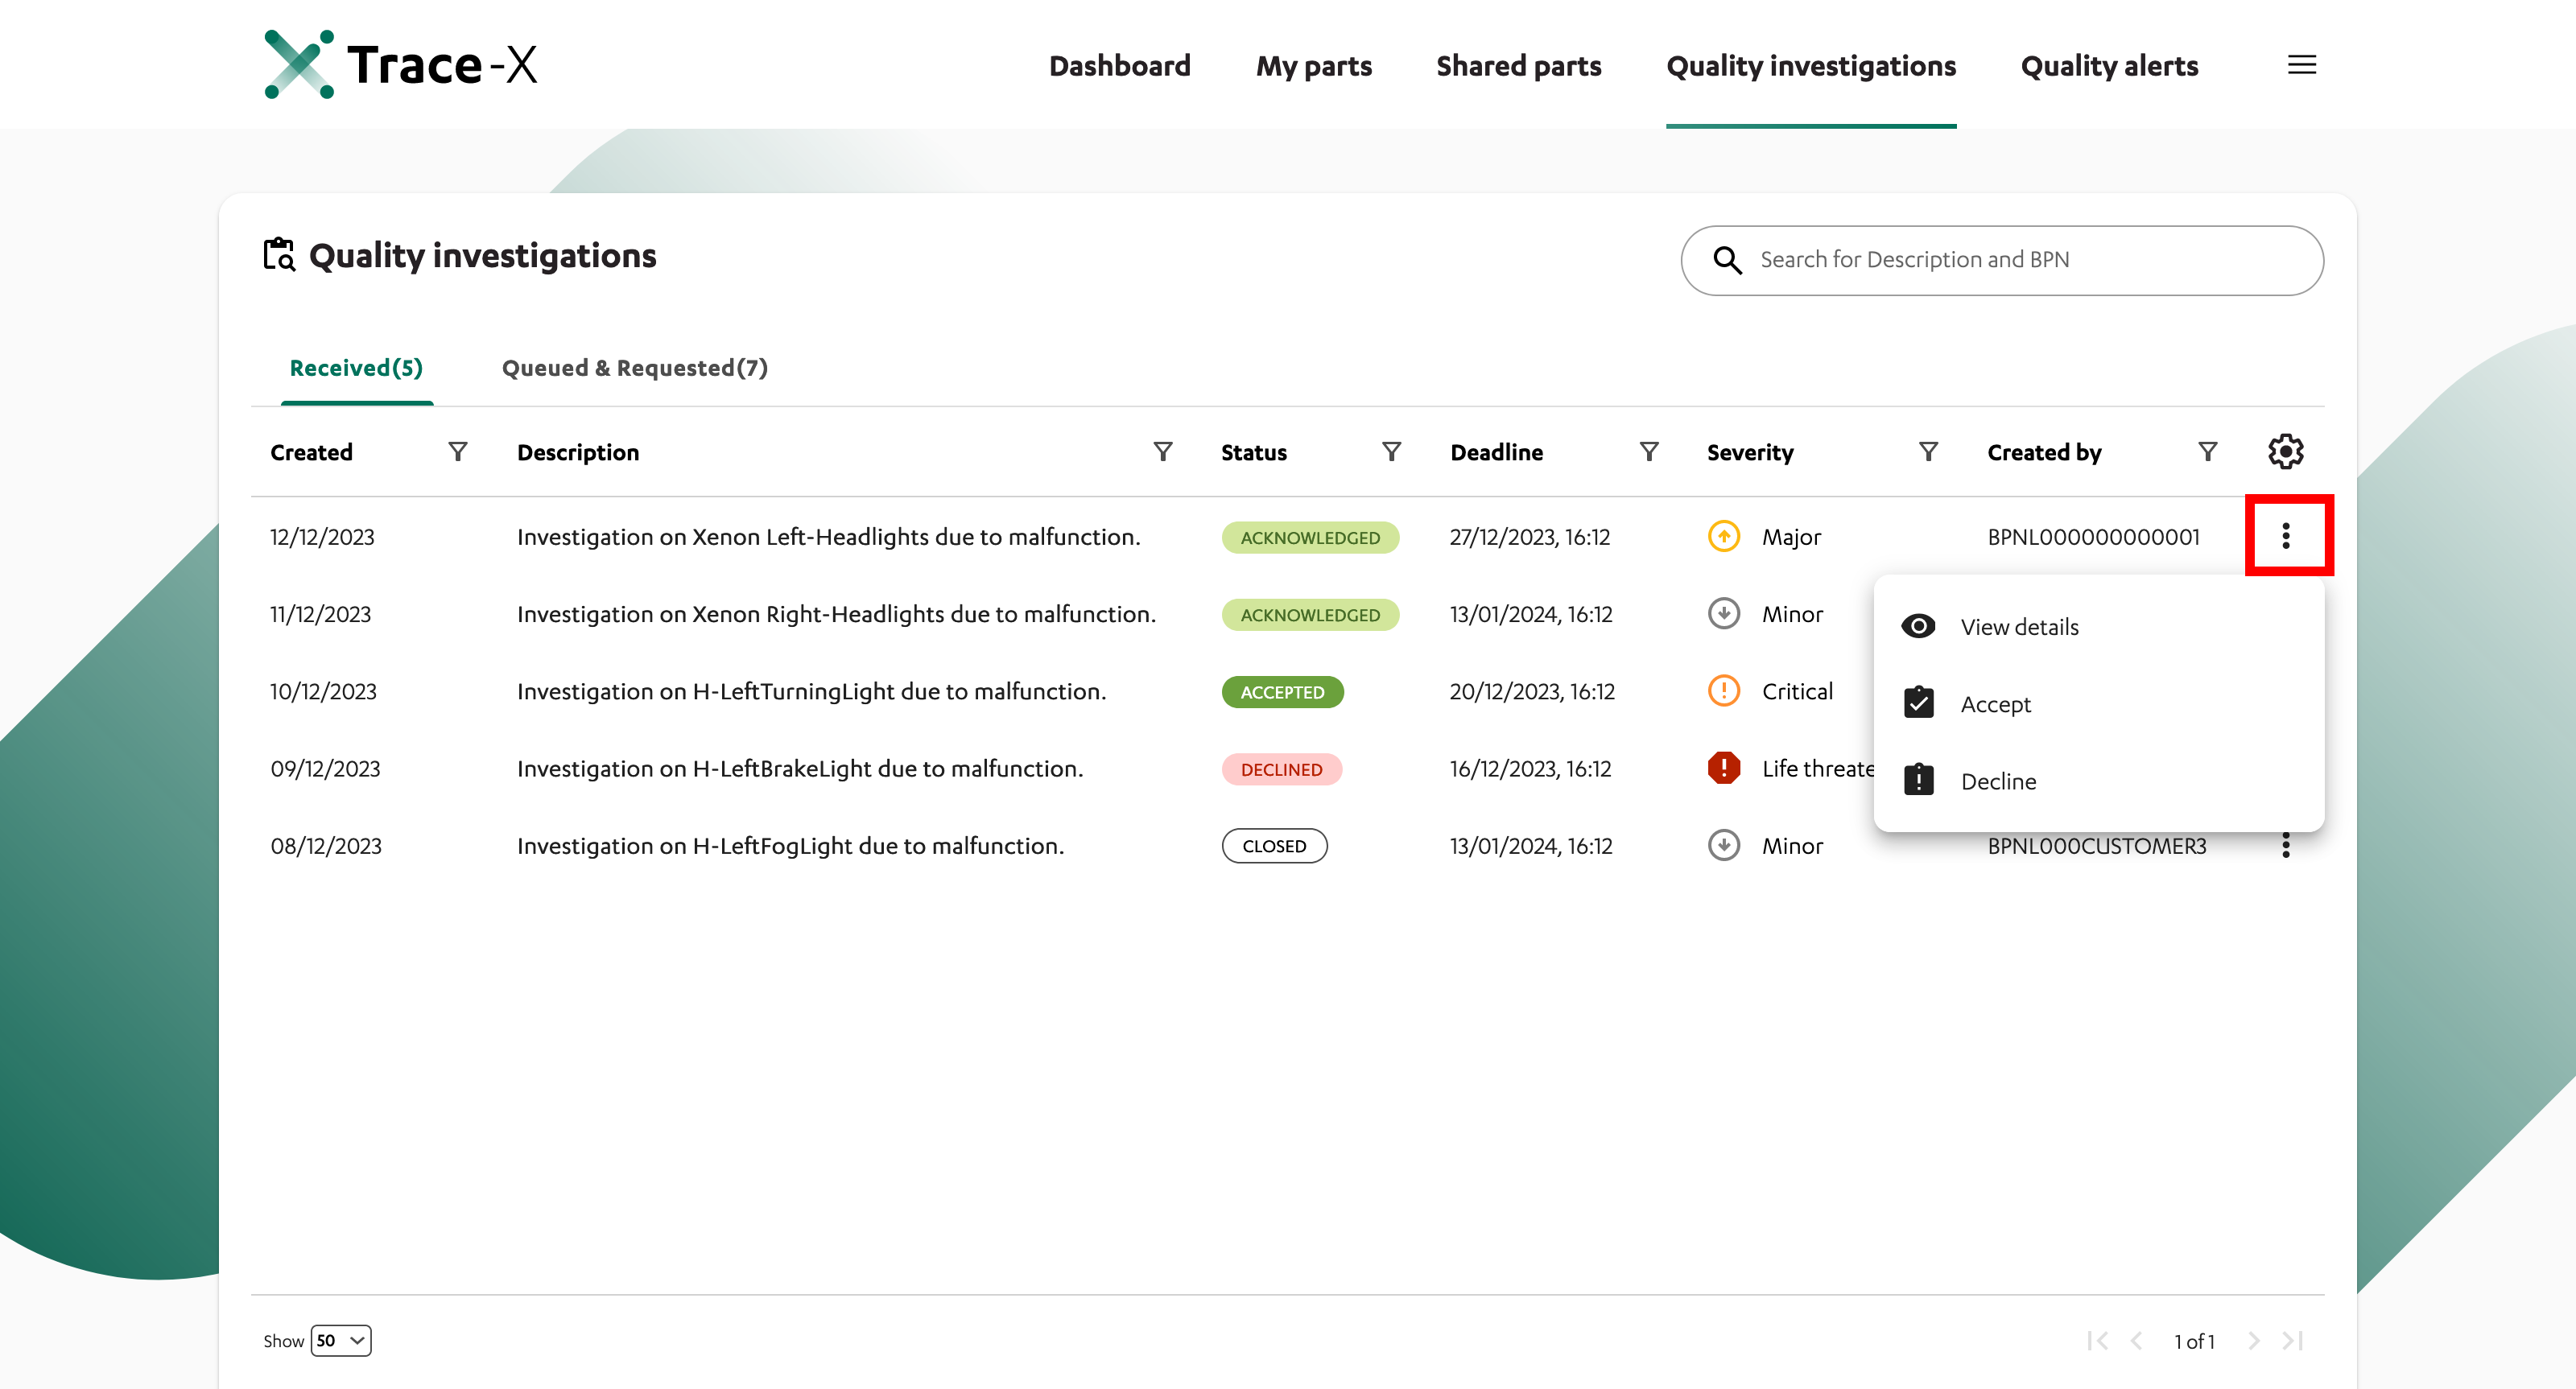 Trace-X
Dashboard My parts Shared parts Quality investigations Quality alerts
Quality investigations
Search for Description and BPN
Received(5) Queued & Requested(7)
Created Description Status Deadline Severity Created by
12/12/2023 Investigation on Xenon Left-Headlights due to malfunction. ACKNOWLEDGED 27/12/2023, 16:12 Major BPNL000000000001
11/12/2023 Investigation on Xenon Right-Headlights due to malfunction. ACKNOWLEDGED 13/01/2024, 16:12 Minor
View details
10/12/2023 Investigation on H-LeftTurningLight due to malfunction. ACCEPTED 20/12/2023, 16:12 Critical
Accept
09/12/2023 Investigation on H-LeftBrakeLight due to malfunction. DECLINED 16/12/2023, 16:12 Life threate
Decline
08/12/2023 Investigation on H-LeftFogLight due to malfunction. CLOSED 13/01/2024, 16:12 Minor BPNL000CUSTOMER3
Show 50 1 of 1